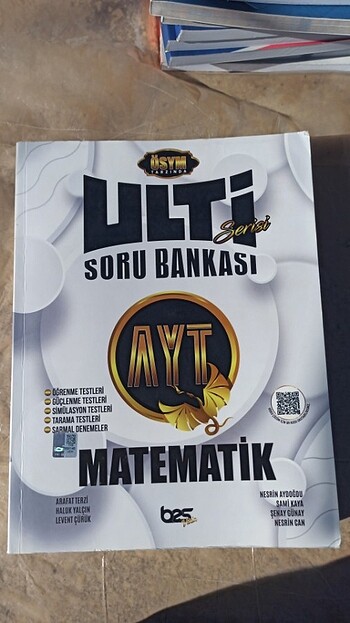 ÖSYM
TARZINDA
ULTİ
Serisi
SORU BANKASI
AYT
ÖĞRENME TESTLERİ
GÜÇLENME TESTLERİ
SİMÜLASYON TESTLERİ
TARAMA TESTLERİ
SARMAL DENEMELER
MATEMATİK
ARAFAT TERZİ
HALUK YALÇIN
LEVENT ÇÜRÜK
NESRİN AYDOĞDU
SAMİ KAYA
ŞENAY GÜNAY
NESRİN CAN